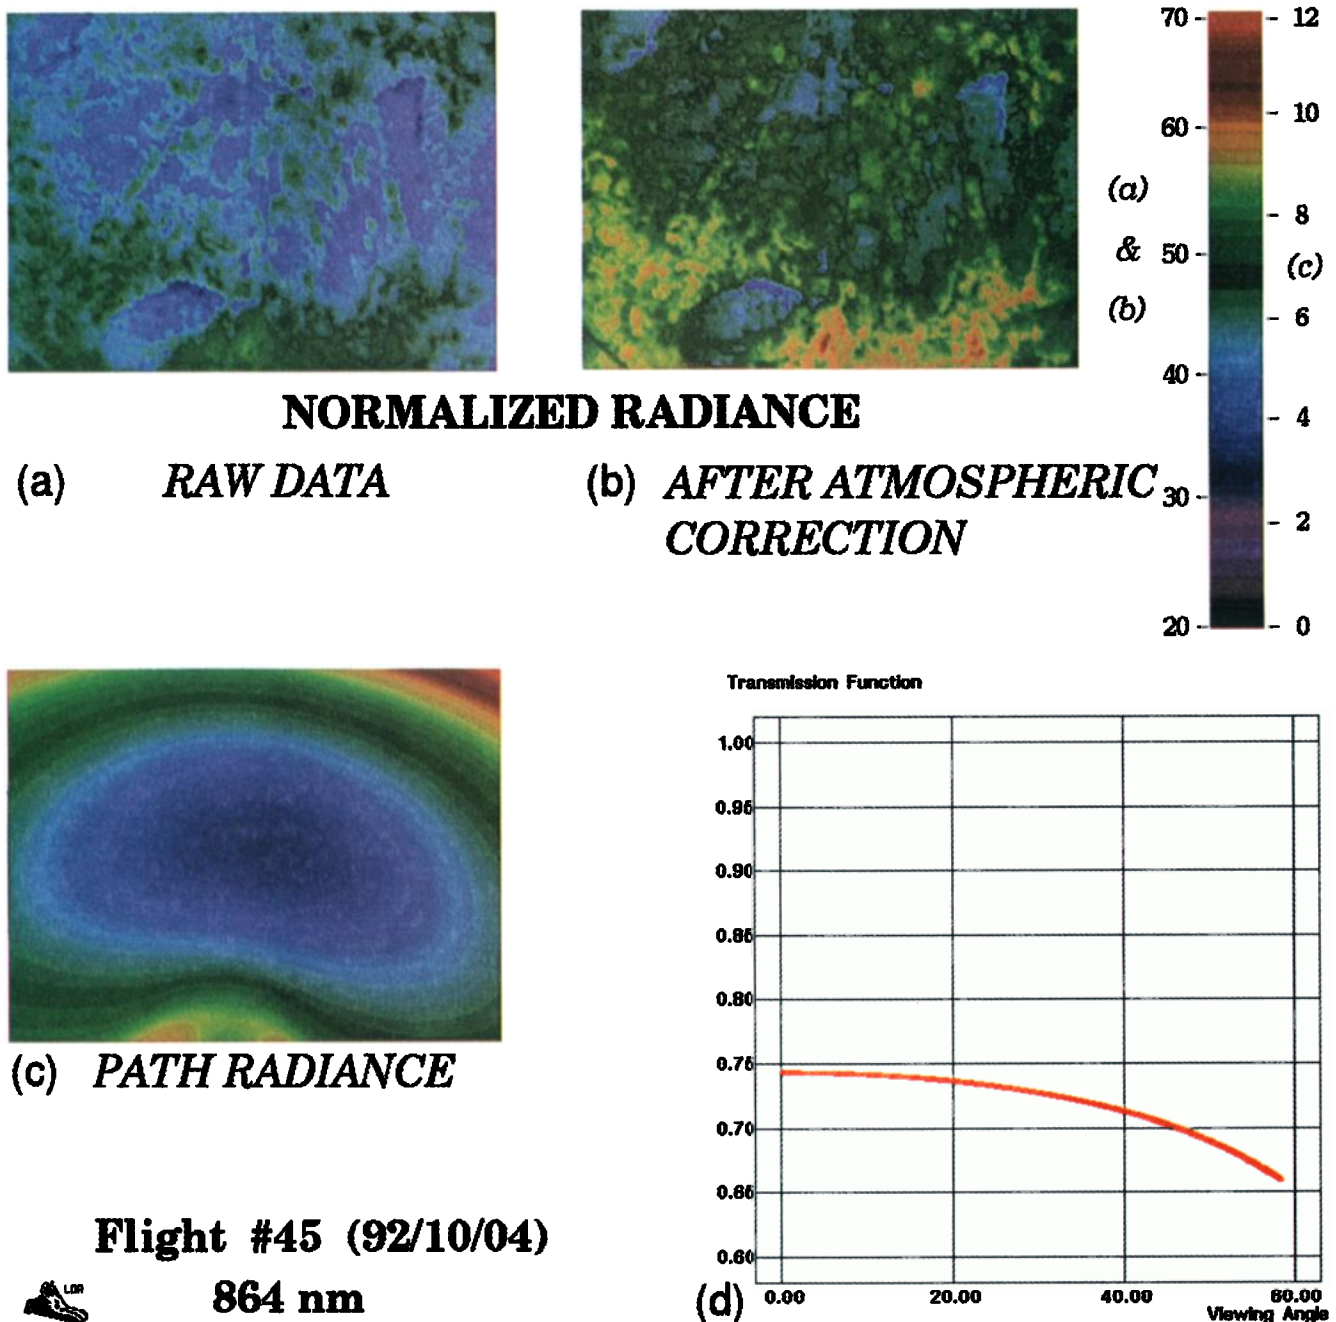 70 - - 12
60 - - 10
(a) - 8
& 50 - (c)
(b) - 6
40 -
- 4
NORMALIZED RADIANCE
(a) RAW DATA
(b) AFTER ATMOSPHERIC
CORRECTION
30 -
- 2
20 - - 0
(c) PATH RADIANCE
Flight #45 (92/10/04)
LOA
864 nm
Transmission Function
1.00
0.95
0.90
0.85
0.80
0.75
0.70
0.65
0.60
(d) 0.00 20.00 40.00 60.00
Viewing Angle